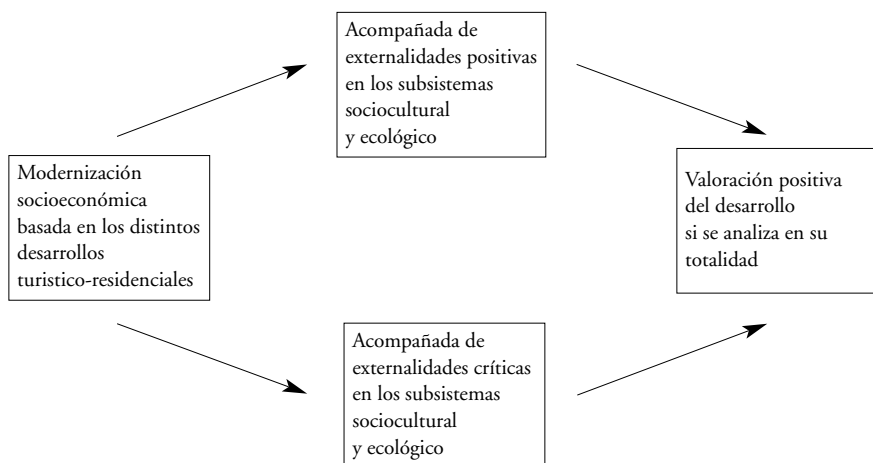 Acompañada de
externalidades positivas
en los subsistemas
sociocultural
y ecológico
Modernización
socioeconómica
basada en los distintos
desarrollos
turistico-residenciales
Valoración positiva
del desarrollo
si se analiza en su
totalidad
Acompañada de
externalidades críticas
en los subsistemas
sociocultural
y ecológico